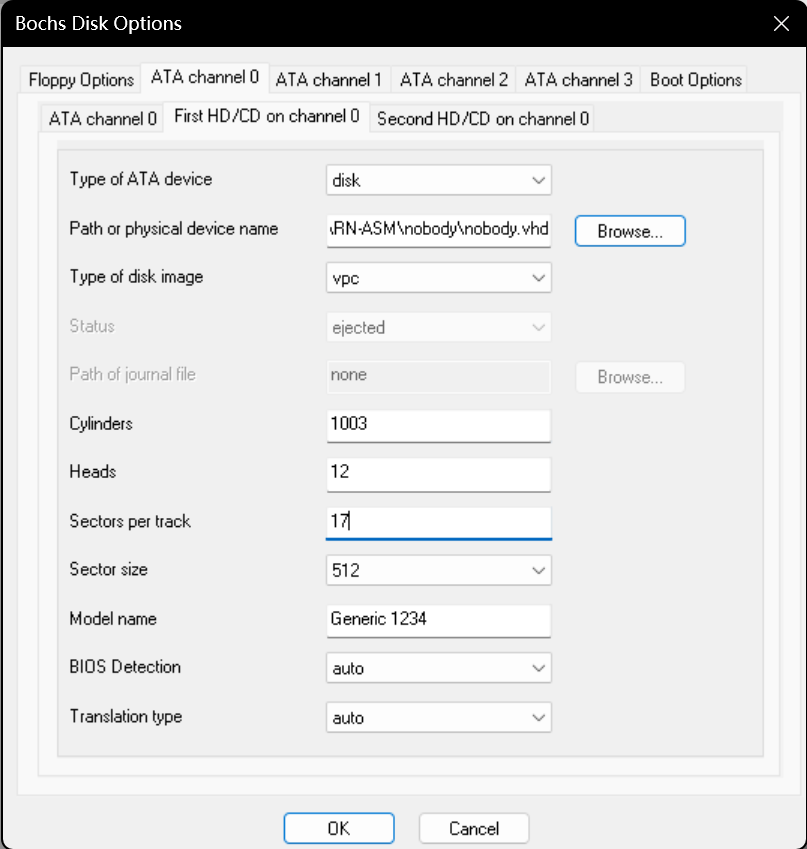 Bochs Disk Options
Floppy Options ATA channel 0 ATA channel 1 ATA channel 2 ATA channel 3 Boot Options
ATA channel 0 First HD/CD on channel 0 Second HD/CD on channel 0
Type of ATA device disk
Path or physical device name \RN-ASM\nobody\nobody.vhd Browse...
Type of disk image vpc
Status ejected
Path of journal file none Browse...
Cylinders 1003
Heads 12
Sectors per track 17
Sector size 512
Model name Generic 1234
BIOS Detection auto
Translation type auto
OK Cancel